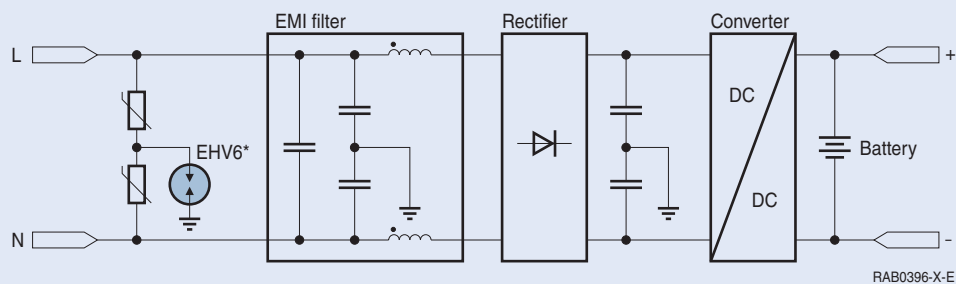 EMI filter
Rectifier
Converter
L
+
DC
EHV6*
Battery
DC
N
-
RAB0396-X-E